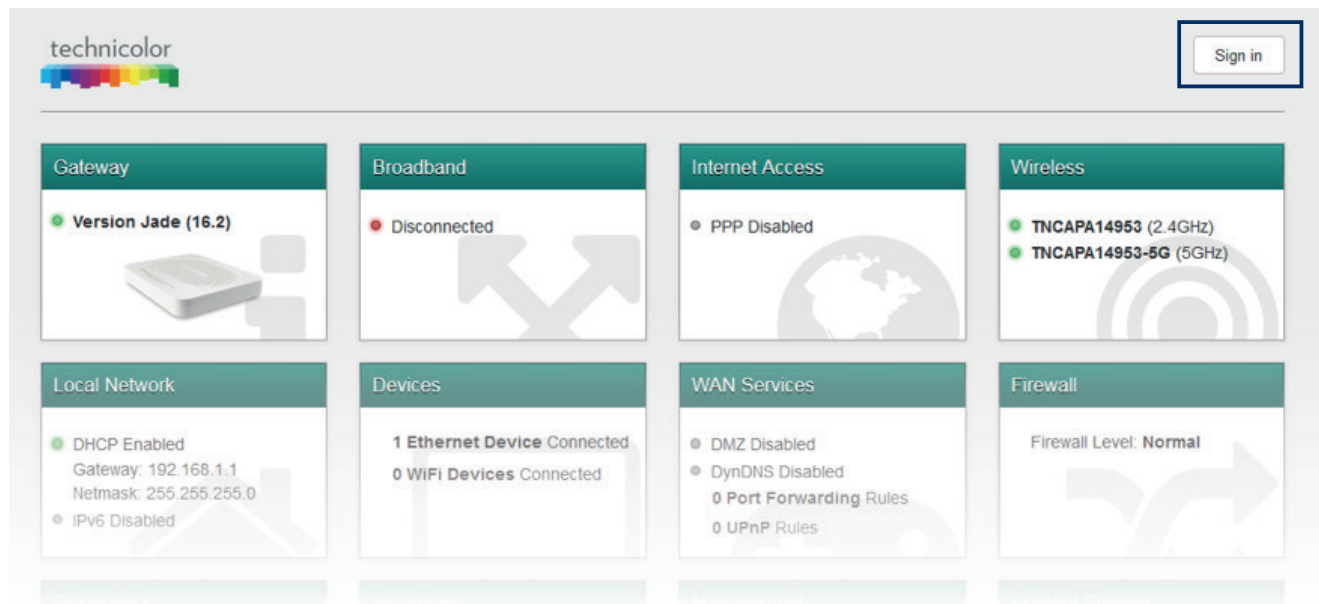 technicolor
Sign in
Gateway
Version Jade (16.2)
Broadband
Disconnected
Internet Access
PPP Disabled
Wireless
TNCAPA14953 (2.4GHz)
TNCAPA14953-5G (5GHz)
Local Network
DHCP Enabled
Gateway: 192.168.1.1
Netmask: 255.255.255.0
IPv6 Disabled
Devices
1 Ethernet Device Connected
0 WiFi Devices Connected
WAN Services
DMZ Disabled
DynDNS Disabled
0 Port Forwarding Rules
0 UPnP Rules
Firewall
Firewall Level: Normal